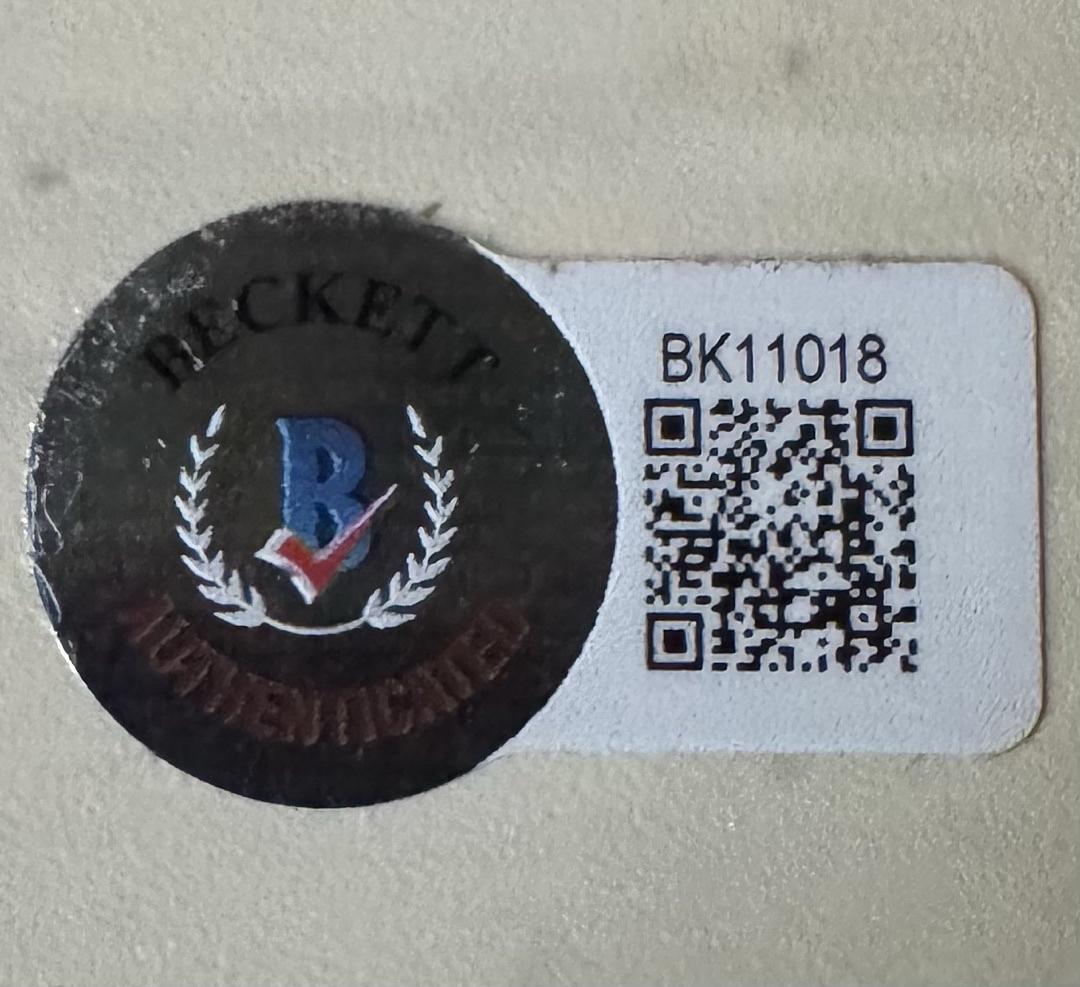 BECKETT
B
AUTHENTICATED
BK11018